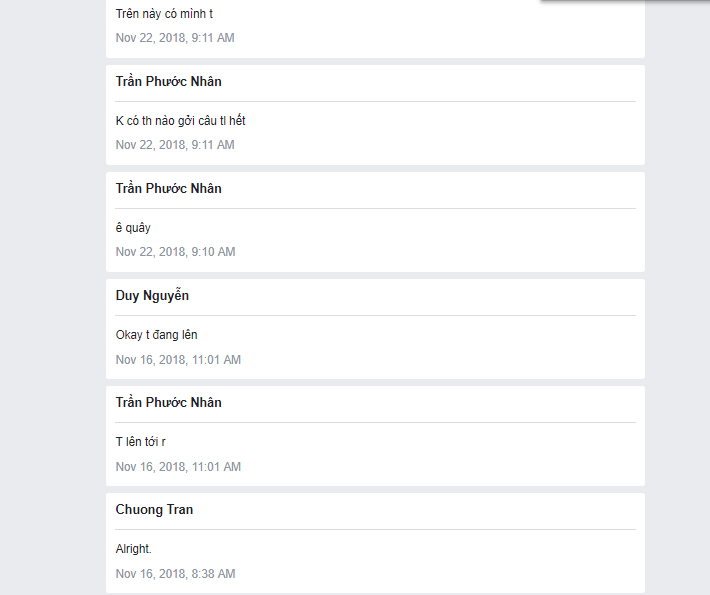 Trên này có mình t
Nov 22, 2018, 9:11 AM
Trần Phước Nhân
K có th nào gởi câu tl hết
Nov 22, 2018, 9:11 AM
Trần Phước Nhân
ê quây
Nov 22, 2018, 9:10 AM
Duy Nguyễn
Okay t đang lên
Nov 16, 2018, 11:01 AM
Trần Phước Nhân
T lên tới r
Nov 16, 2018, 11:01 AM
Chuong Tran
Alright.
Nov 16, 2018, 8:38 AM